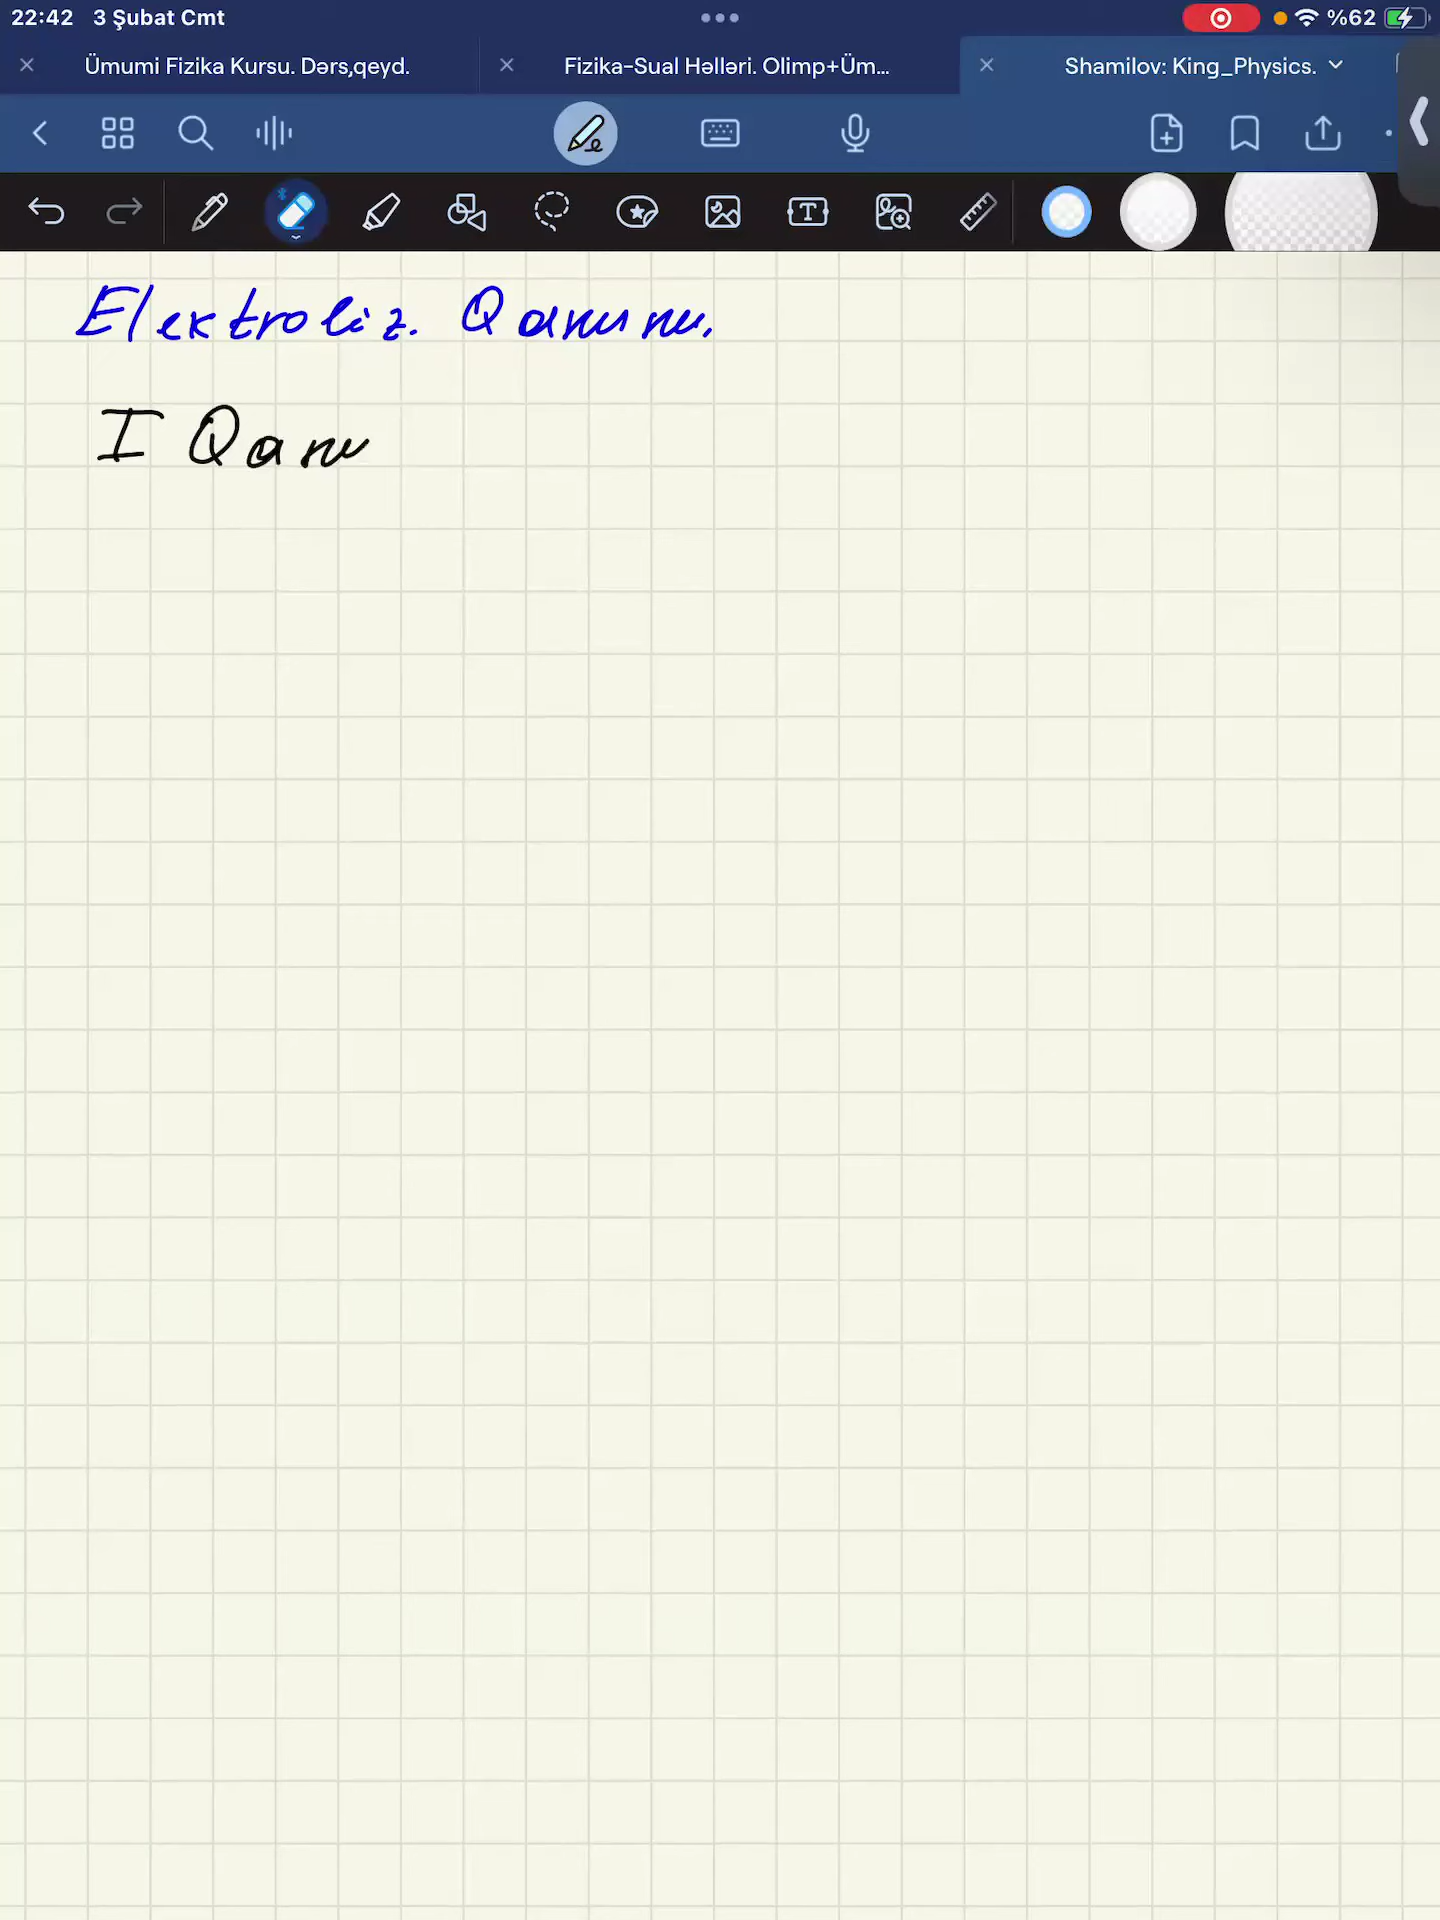 22:42 3 Şubat Cmt %62
Ümumi Fizika Kursu. Dərs,qeyd. Fizika-Sual Həlləri. Olimp+Üm... Shamilov: King_Physics.
Elektroliz. Qanunu.
I Qanu